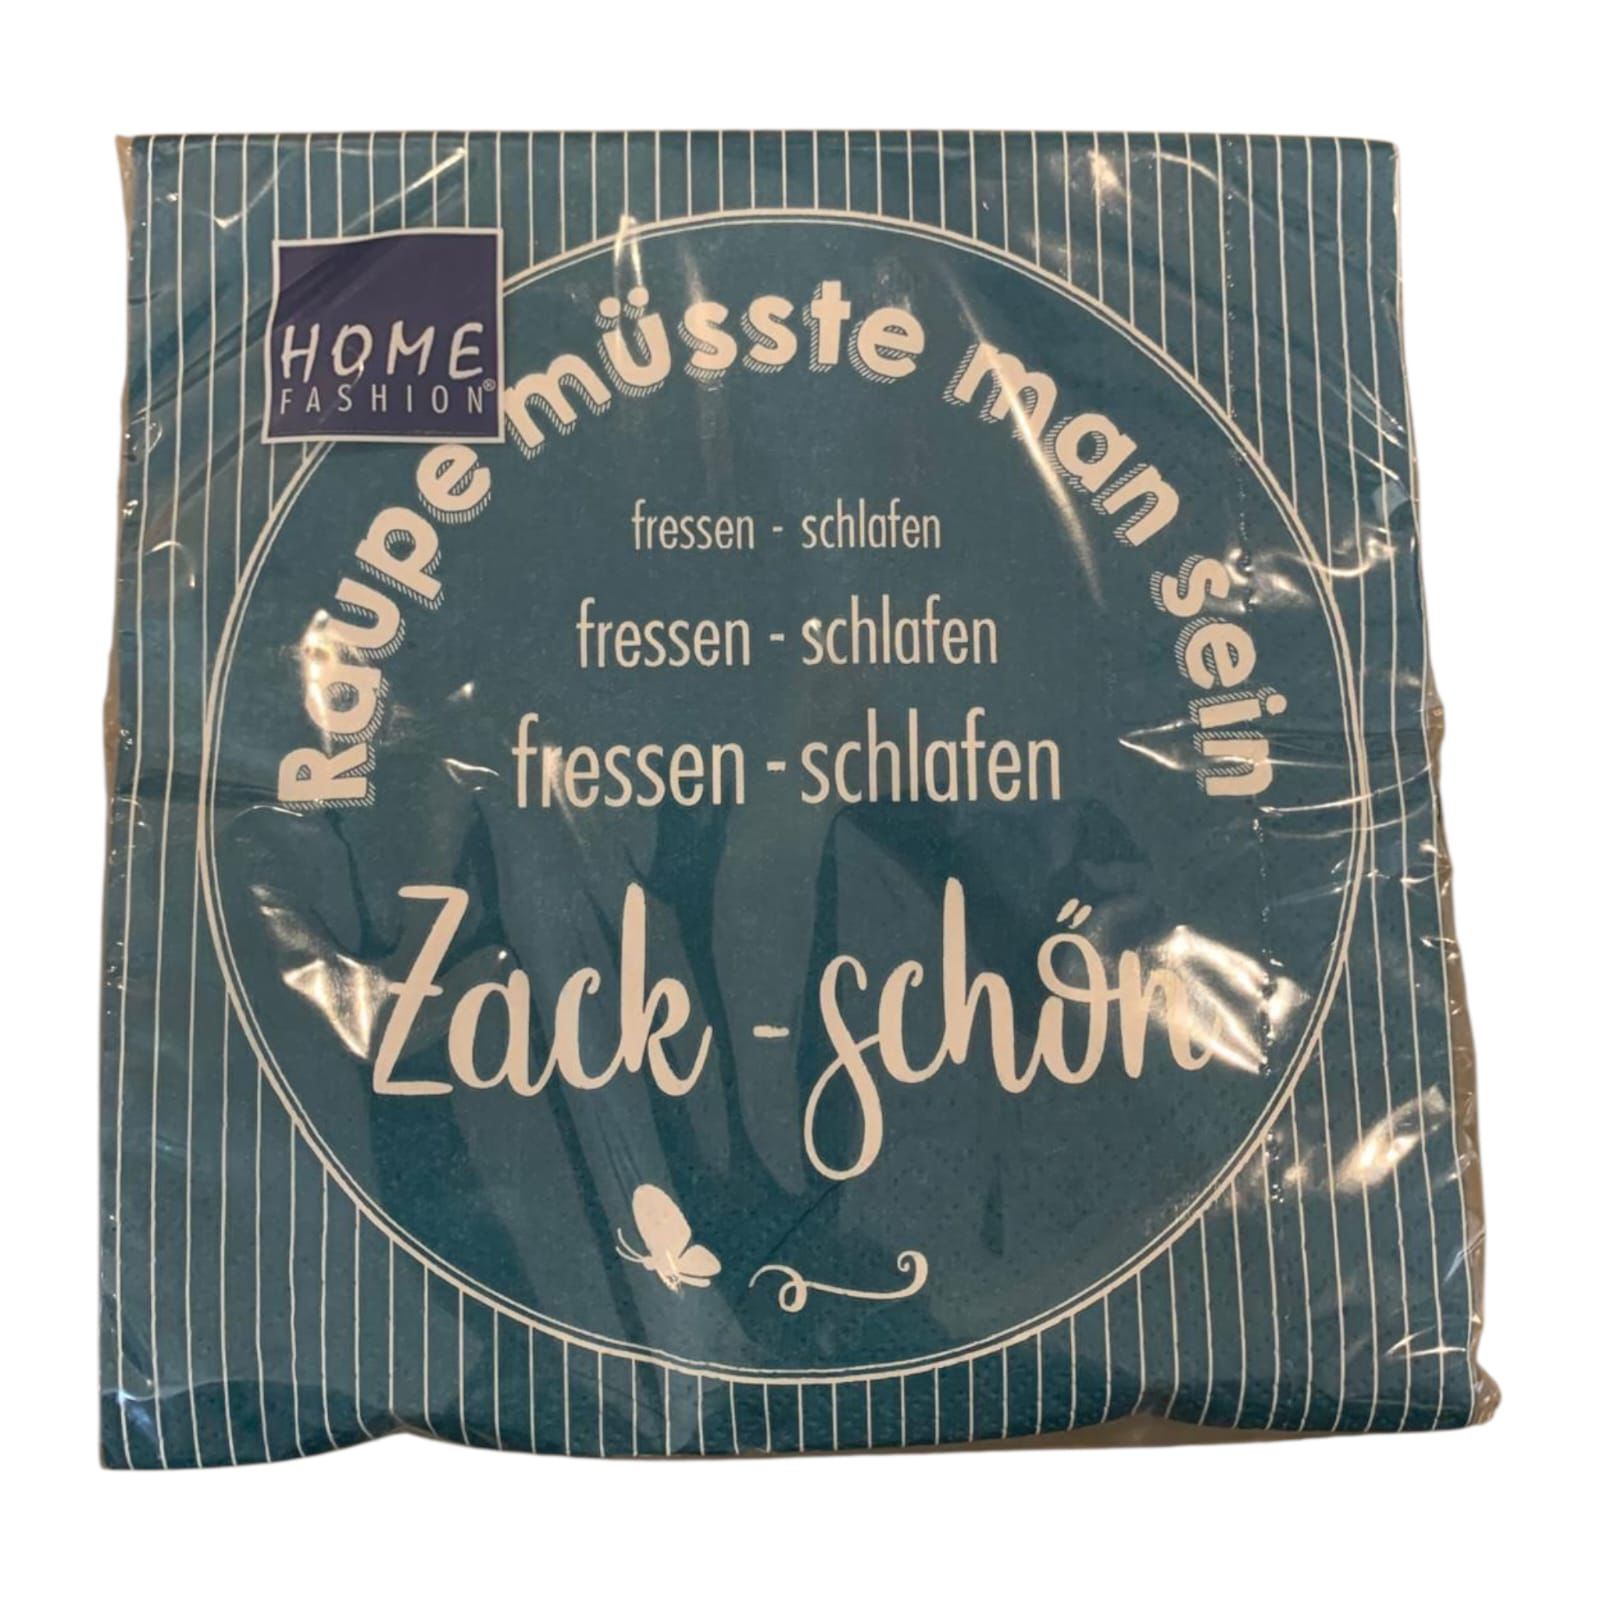 HOME
FASHION®
Raupe müsste man sein
fressen - schlafen
fressen - schlafen
fressen - schlafen
Zack - schön